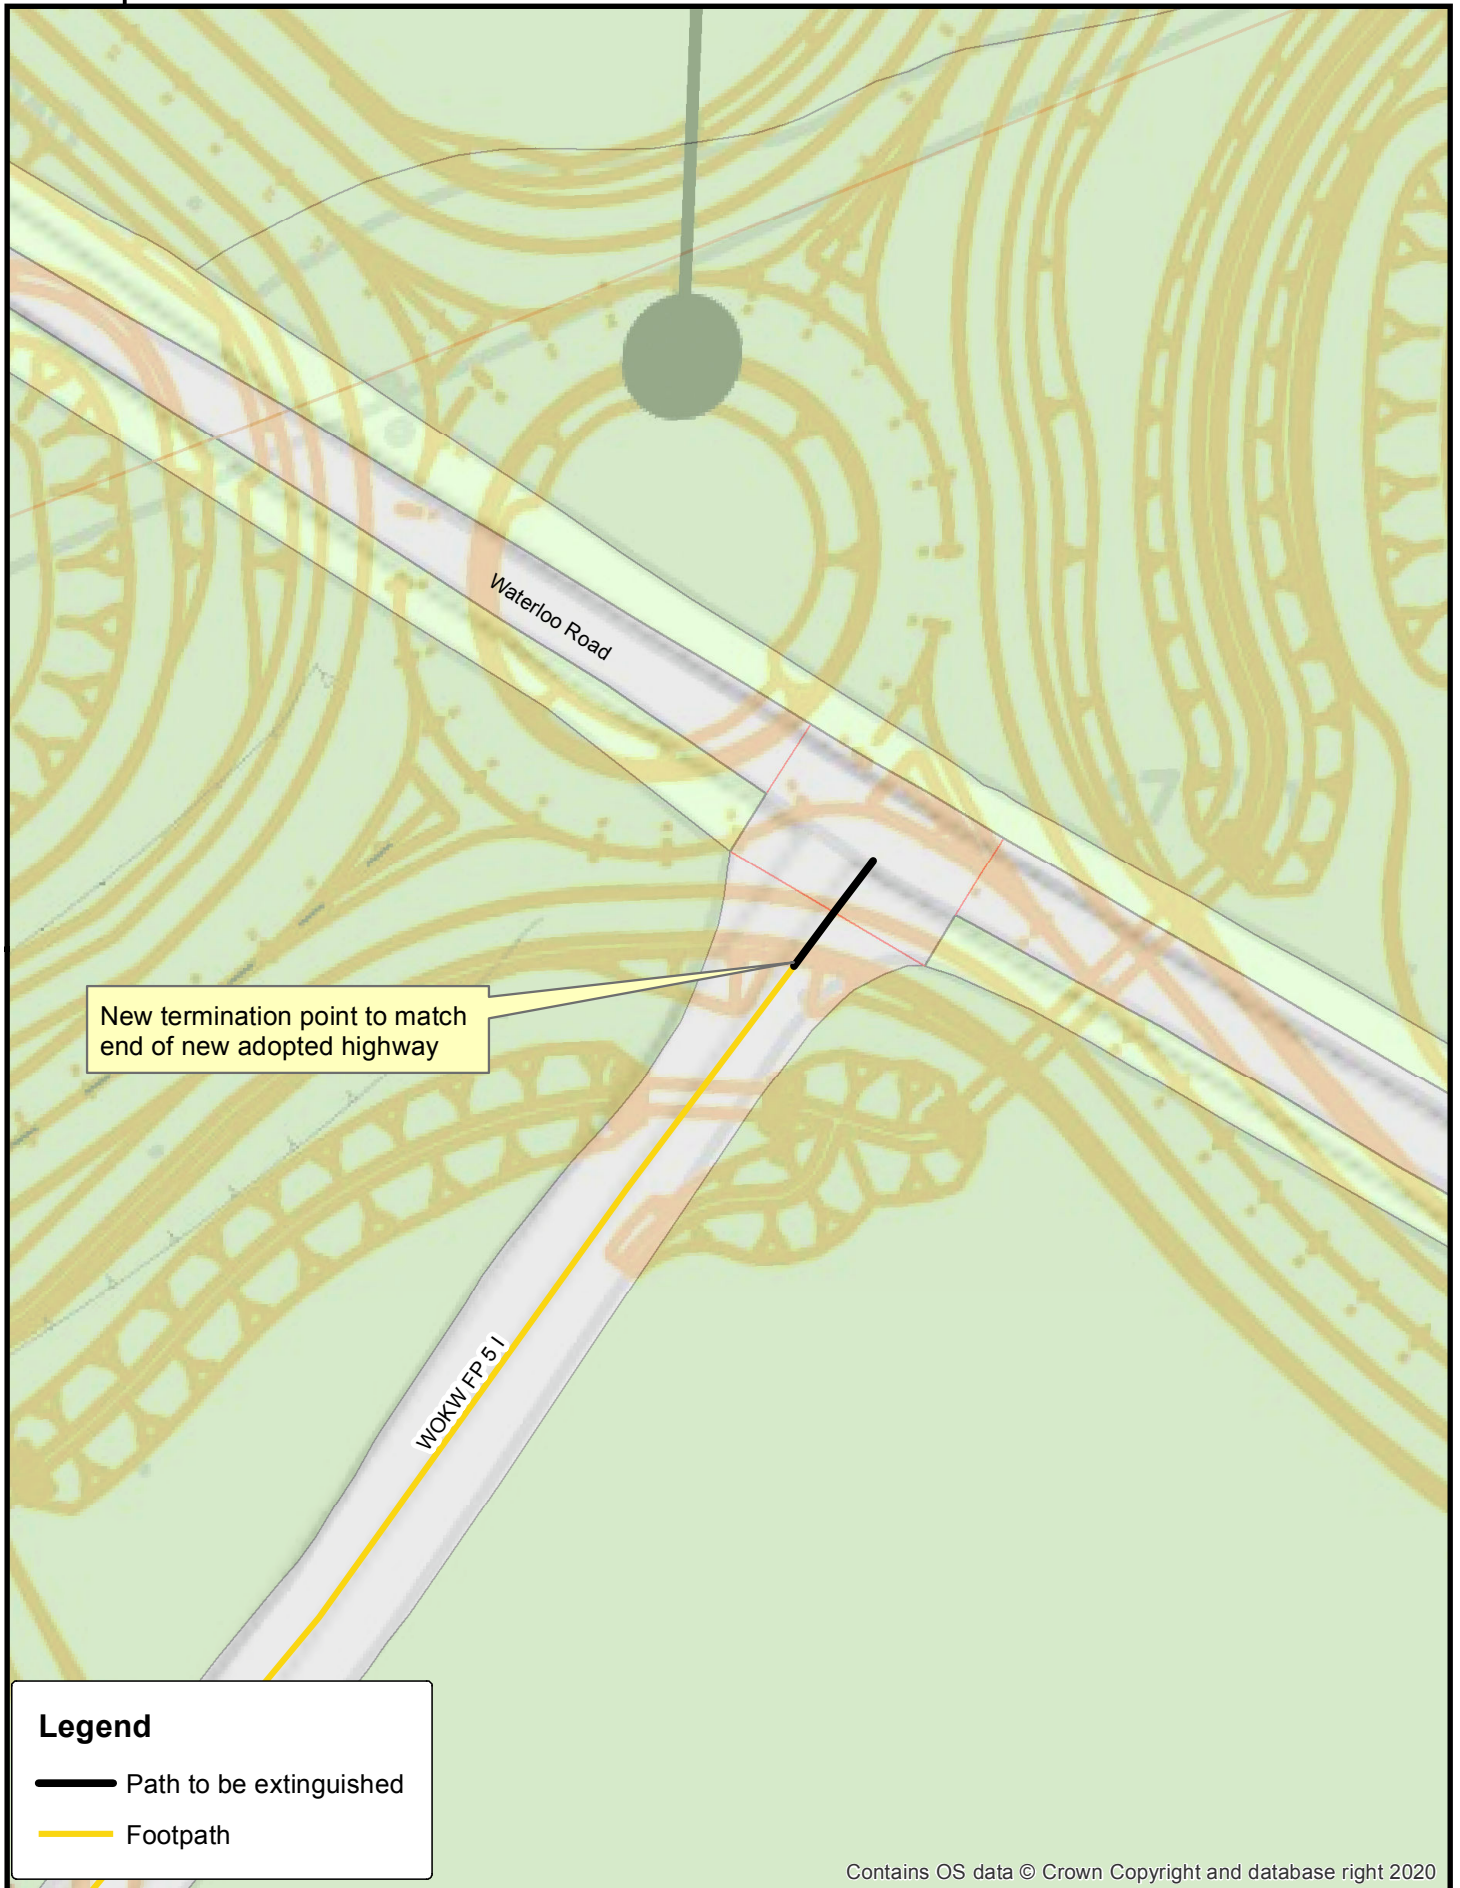 Waterloo Road
New termination point to match
end of new adopted highway
WOKW FP 5 I
Legend
Path to be extinguished
Footpath
Contains OS data © Crown Copyright and database right 2020